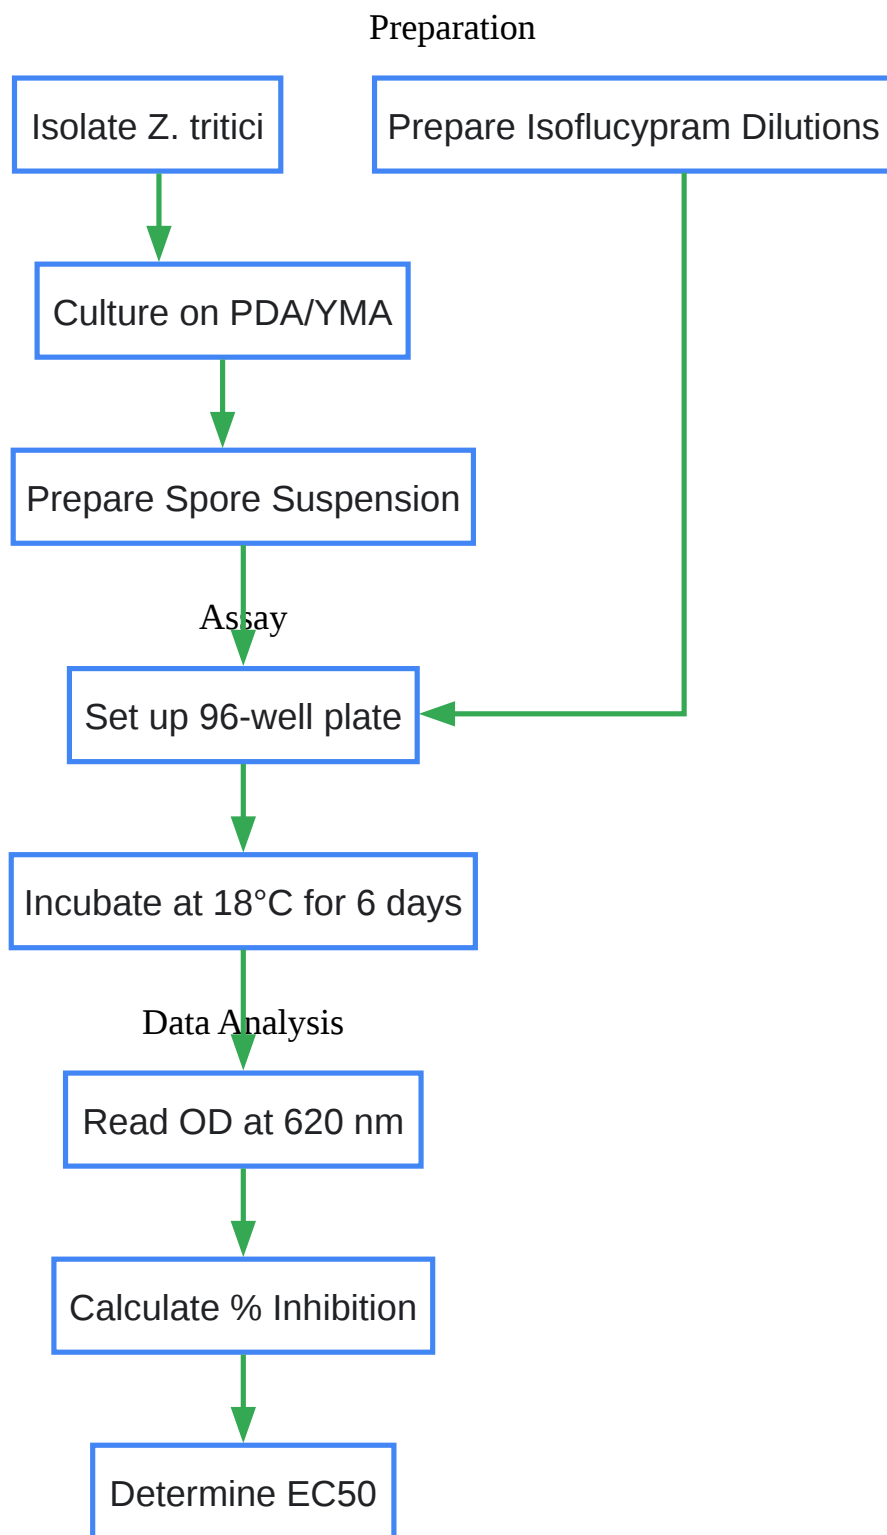 Preparation
Isolate Z. tritici
Prepare Isoflucypram Dilutions
Culture on PDA/YMA
Prepare Spore Suspension
Assay
Set up 96-well plate
Incubate at 18°C for 6 days
Data Analysis
Read OD at 620 nm
Calculate % Inhibition
Determine EC50